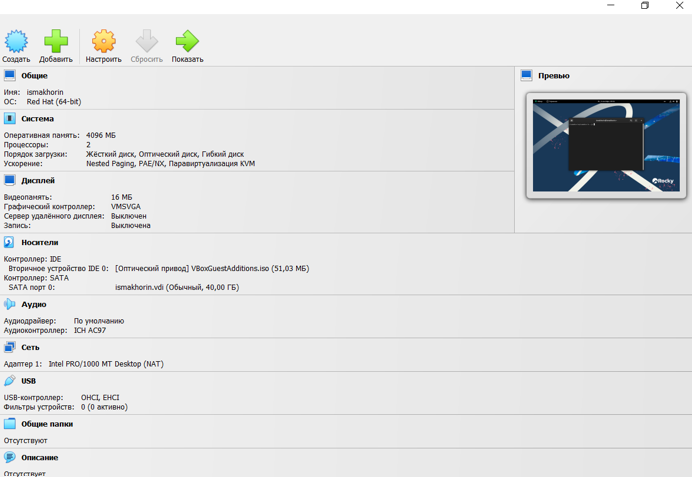 Создать Добавить Настроить Сбросить Показать
Общие
Имя: ismakhorin
ОС: Red Hat (64-bit)
Система
Оперативная память: 4096 МБ
Процессоры: 2
Порядок загрузки: Жёсткий диск, Оптический диск, Гибкий диск
Ускорение: Nested Paging, PAE/NX, Паравиртуализация KVM
Дисплей
Видеопамять: 16 МБ
Графический контроллер: VMSVGA
Сервер удалённого дисплея: Выключен
Запись: Выключена
Превью
Rocky
Носители
Контроллер: IDE
Вторичное устройство IDE 0: [Оптический привод] VBoxGuestAdditions.iso (51,03 МБ)
Контроллер: SATA
SATA порт 0: ismakhorin.vdi (Обычный, 40,00 ГБ)
Аудио
Аудиодрайвер: По умолчанию
Аудиоконтроллер: ICH AC97
Сеть
Адаптер 1: Intel PRO/1000 MT Desktop (NAT)
USB
USB-контроллер: OHCI, EHCI
Фильтры устройств: 0 (0 активно)
Общие папки
Отсутствуют
Описание
Отсутствует